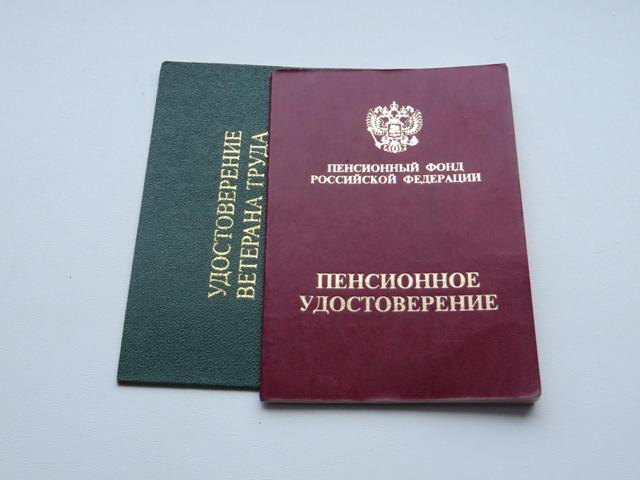 УДОСТОВЕРЕНИЕ
ВЕТЕРАНА ТРУДА
ПЕНСИОННЫЙ ФОНД
РОССИЙСКОЙ ФЕДЕРАЦИИ
ПЕНСИОННОЕ
УДОСТОВЕРЕНИЕ